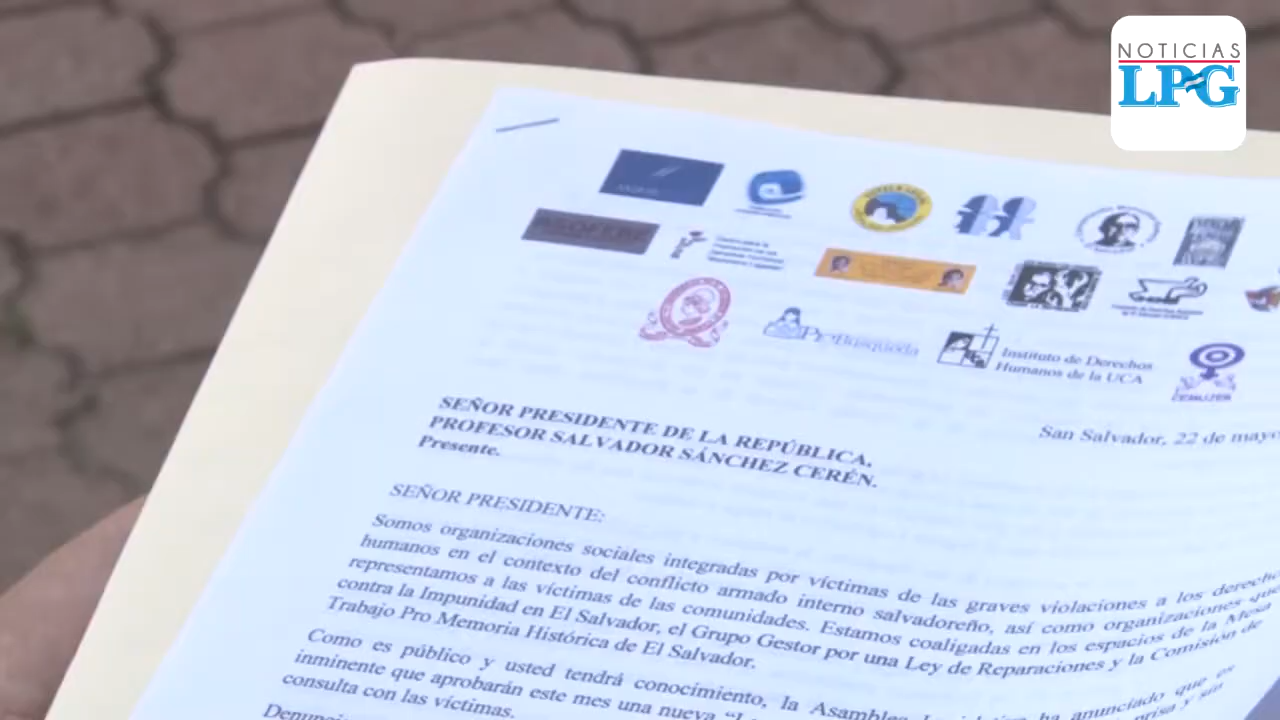 NOTICIAS
LPG
Pro-Búsqueda
Instituto de Derechos
Humanos de la UCA
SEÑOR PRESIDENTE DE LA REPÚBLICA,
PROFESOR SALVADOR SÁNCHEZ CERÉN.
Presente.
San Salvador, 22 de mayo
SEÑOR PRESIDENTE:
Somos organizaciones sociales integradas por víctimas de las graves violaciones a los derecho
humanos en el contexto del conflicto armado interno salvadoreño, así como organizaciones que
representamos a las víctimas de las comunidades. Estamos coaligadas en los espacios de la Mesa
contra la Impunidad en El Salvador, el Grupo Gestor por una Ley de Reparaciones y la Comisión de
Trabajo Pro Memoria Histórica de El Salvador.
Como es público y usted tendrá conocimiento, la Asamblea Legislativa ha anunciado que es
inminente que aprobarán este mes una nueva prisa y sin
consulta con las víctimas.